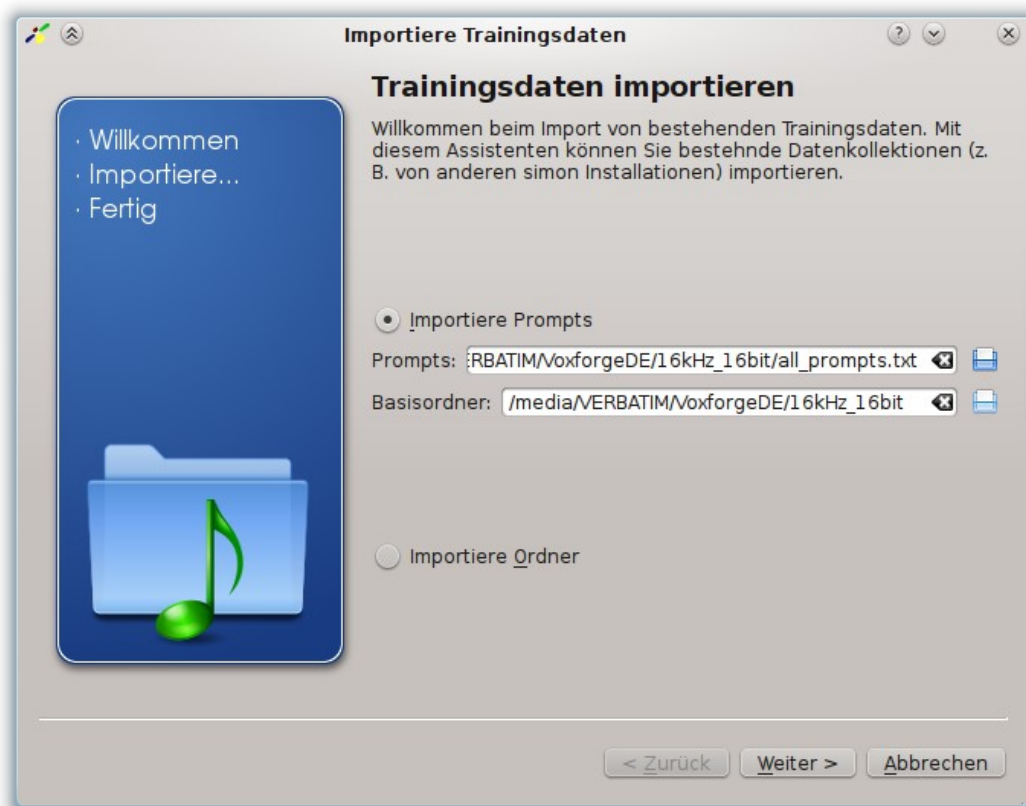 Importiere Trainingsdaten
· Willkommen
· Importiere...
· Fertig
Trainingsdaten importieren
Willkommen beim Import von bestehenden Trainingsdaten. Mit
diesem Assistenten können Sie bestehnde Datenkollektionen (z.
B. von anderen simon Installationen) importieren.
Importiere Prompts
Prompts: ERBATIM/VoxforgeDE/16kHz_16bit/all_prompts.txt
Basisordner: /media/VERBATIM/VoxforgeDE/16kHz_16bit
Importiere Ordner
< Zurück Weiter > Abbrechen